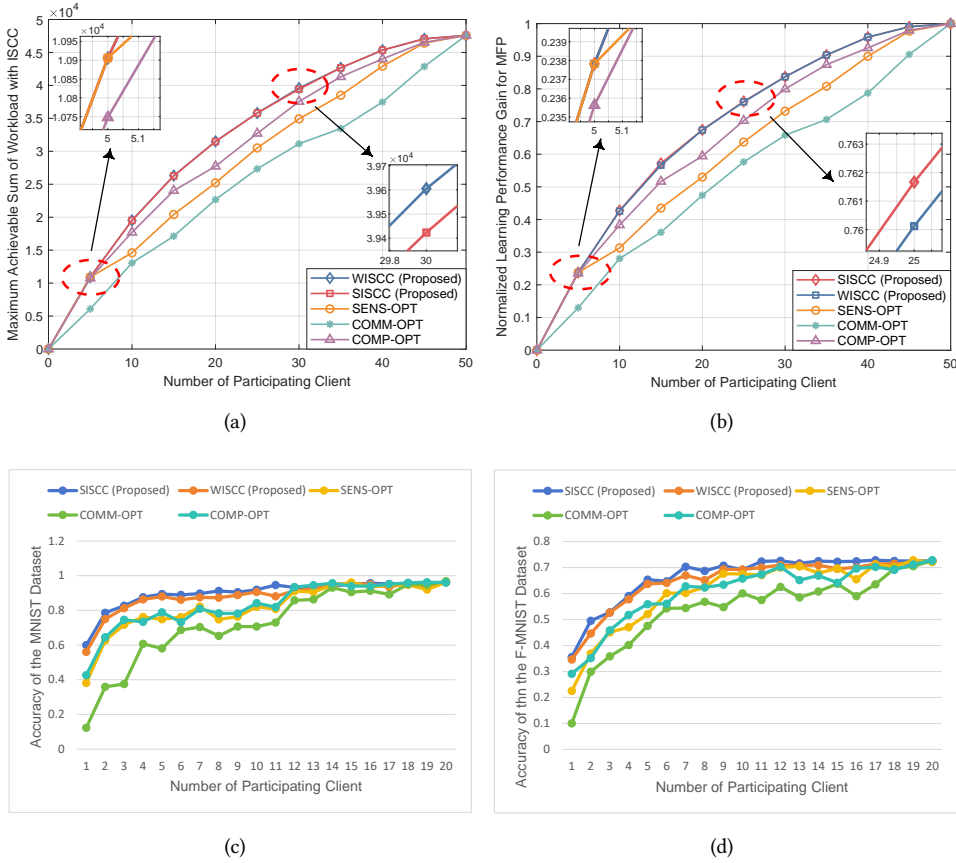 Maximum Achievable Sum of Workload with ISCC
×10^4
5
4.5
4
3.5
3
2.5
2
1.5
1
0.5
0
0 10 20 30 40 50
Number of Participating Client
×10^4
1.095
1.09
1.085
1.08
1.075
5 5.1
×10^4
3.97
3.96
3.95
3.94
29.8 30
WISCC (Proposed)
SISCC (Proposed)
SENS-OPT
COMM-OPT
COMP-OPT
(a)
Normalized Learning Performance Gain for MFP
1
0.9
0.8
0.7
0.6
0.5
0.4
0.3
0.2
0.1
0
0 10 20 30 40 50
Number of Participating Client
0.239
0.238
0.237
0.236
0.235
5 5.1
0.763
0.762
0.761
0.76
24.9 25
SISCC (Proposed)
WISCC (Proposed)
SENS-OPT
COMM-OPT
COMP-OPT
(b)
SISCC (Proposed) WISCC (Proposed) SENS-OPT
COMM-OPT COMP-OPT
Accuracy of the MNIST Dataset
1.2
1
0.8
0.6
0.4
0.2
0
1 2 3 4 5 6 7 8 9 10 11 12 13 14 15 16 17 18 19 20
Number of Participating Client
(c)
SISCC (Proposed) WISCC (Proposed) SENS-OPT
COMM-OPT COMP-OPT
Accuracy of thn the F-MNIST Dataset
0.8
0.7
0.6
0.5
0.4
0.3
0.2
0.1
0
1 2 3 4 5 6 7 8 9 10 11 12 13 14 15 16 17 18 19 20
Number of Participating Client
(d)